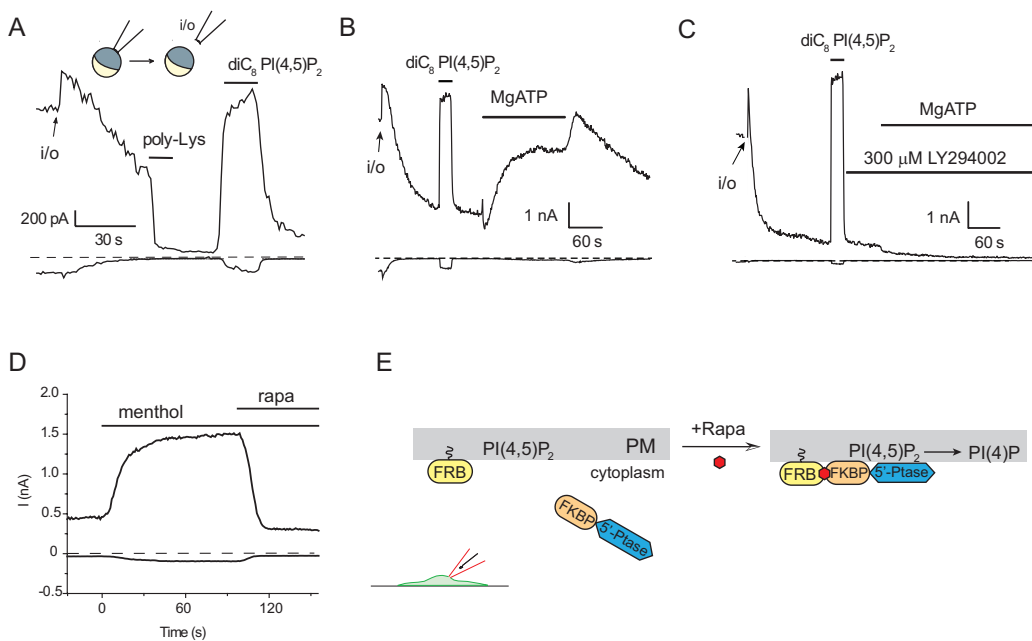 A
i/o
i/o
poly-Lys
diC8 PI(4,5)P2
200 pA
30 s
B
diC8 PI(4,5)P2
MgATP
i/o
1 nA
60 s
C
diC8 PI(4,5)P2
MgATP
300 µM LY294002
i/o
1 nA
60 s
D
rapa
menthol
2.0
1.5
1.0
0.5
0
-0.5
I (nA)
0
60
120
Time (s)
E
PI(4,5)P2
PM
FRB
cytoplasm
FKBP
5'-Ptase
+Rapa
PI(4,5)P2
PI(4)P
FRB
FKBP
5'-Ptase